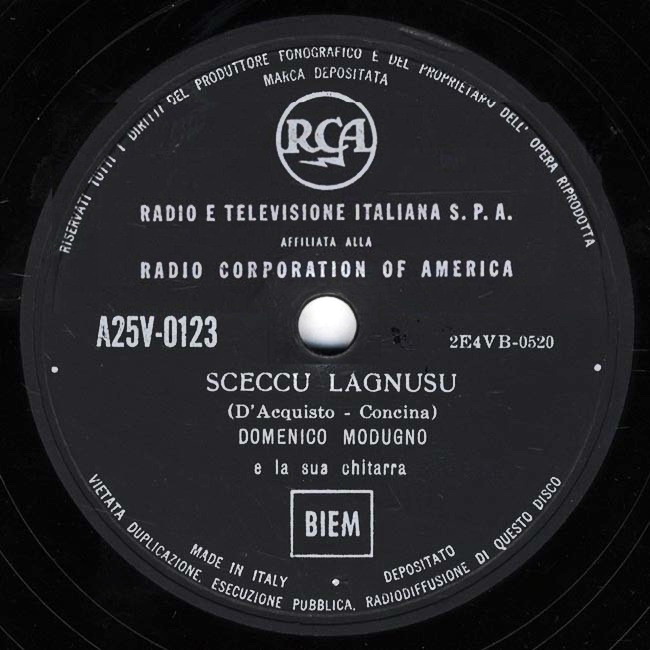 RISERVATI TUTTI I DIRITTI DEL PRODUTTORE FONOGRAFICO E DEL PROPRIETARIO DELL' OPERA RIPRODOTTA
MARCA DEPOSITATA
RCA
RADIO E TELEVISIONE ITALIANA S. P. A.
AFFILIATA ALLA
RADIO CORPORATION OF AMERICA
A25V-0123
2E4VB-0520
SCECCU LAGNUSU
(D'Acquisto - Concina)
DOMENICO MODUGNO
e la sua chitarra
BIEM
MADE IN ITALY
DEPOSITATO
VIETATA DUPLICAZIONE, ESECUZIONE PUBBLICA, RADIODIFFUSIONE DI QUESTO DISCO